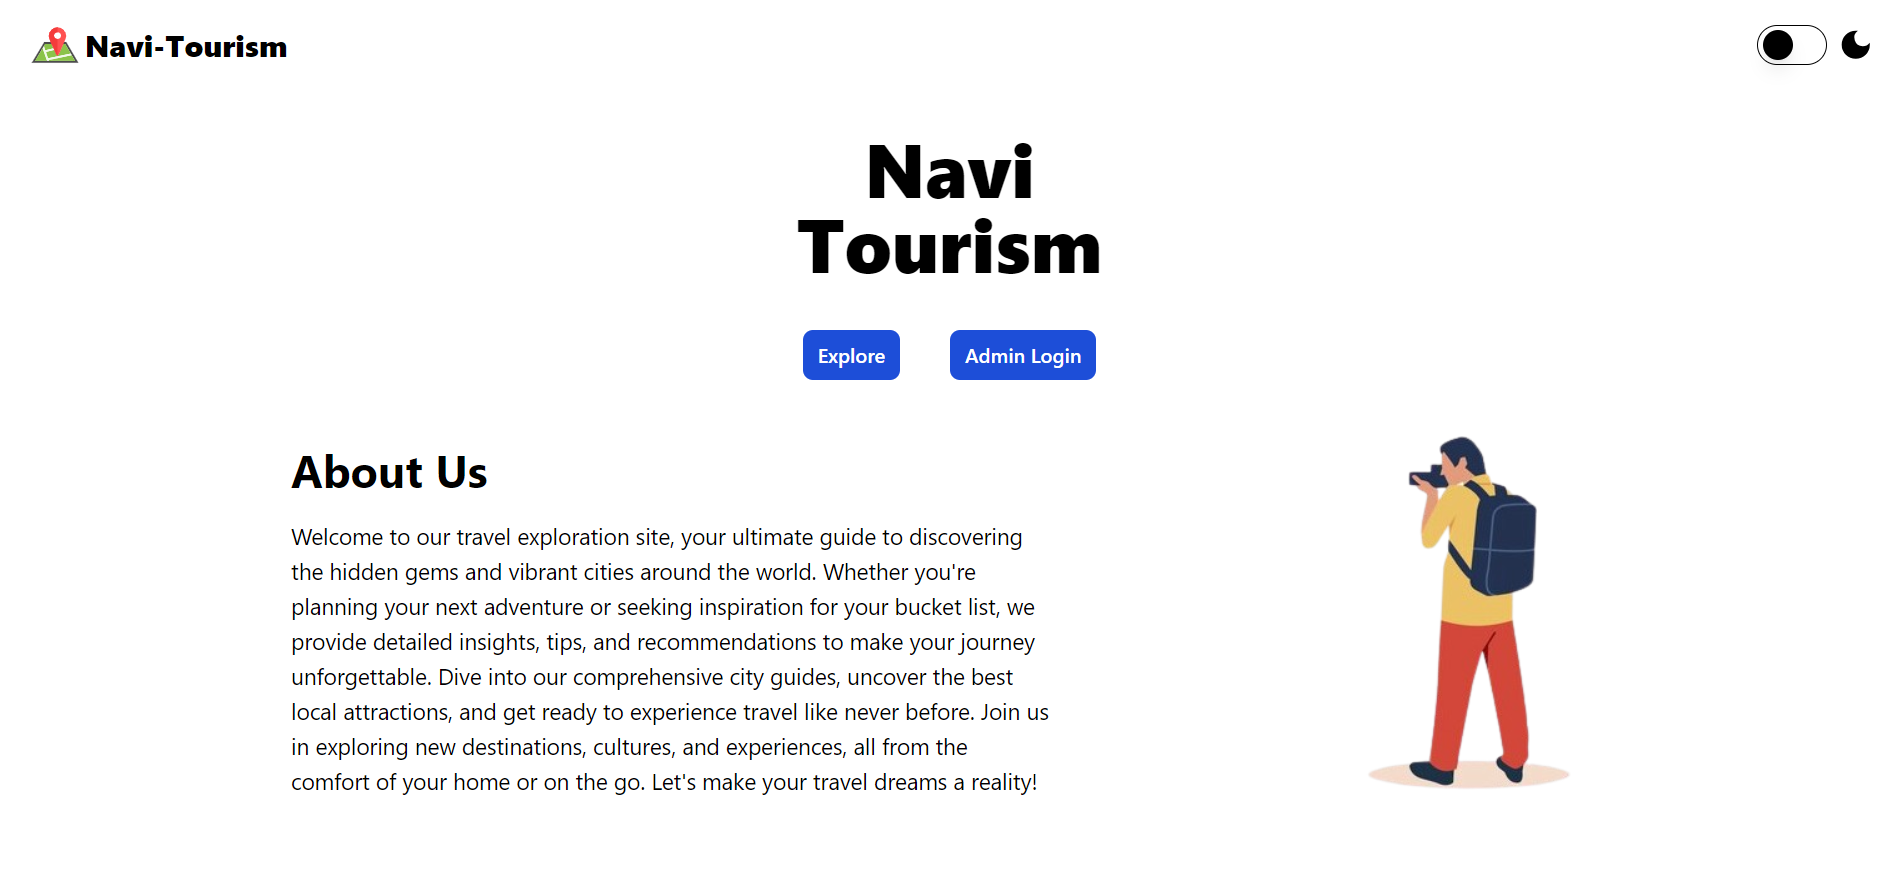 Navi-Tourism
Navi
Tourism
Explore
Admin Login
About Us
Welcome to our travel exploration site, your ultimate guide to discovering
the hidden gems and vibrant cities around the world. Whether you're
planning your next adventure or seeking inspiration for your bucket list, we
provide detailed insights, tips, and recommendations to make your journey
unforgettable. Dive into our comprehensive city guides, uncover the best
local attractions, and get ready to experience travel like never before. Join us
in exploring new destinations, cultures, and experiences, all from the
comfort of your home or on the go. Let's make your travel dreams a reality!